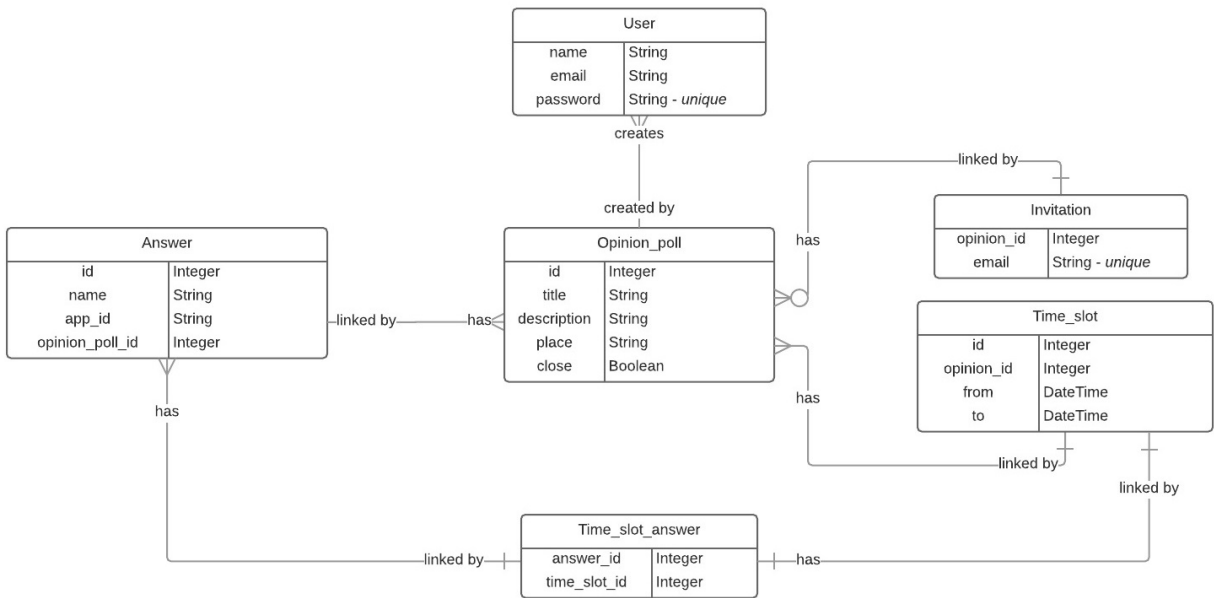 User
name String
email String
password String - unique
creates
created by
linked by
Invitation
opinion_id Integer
email String - unique
has
Answer
id Integer
name String
app_id String
opinion_poll_id Integer
linked by
has
Opinion_poll
id Integer
title String
description String
place String
close Boolean
Time_slot
id Integer
opinion_id Integer
from DateTime
to DateTime
has
linked by
has
linked by
linked by
Time_slot_answer
answer_id Integer
time_slot_id Integer
has